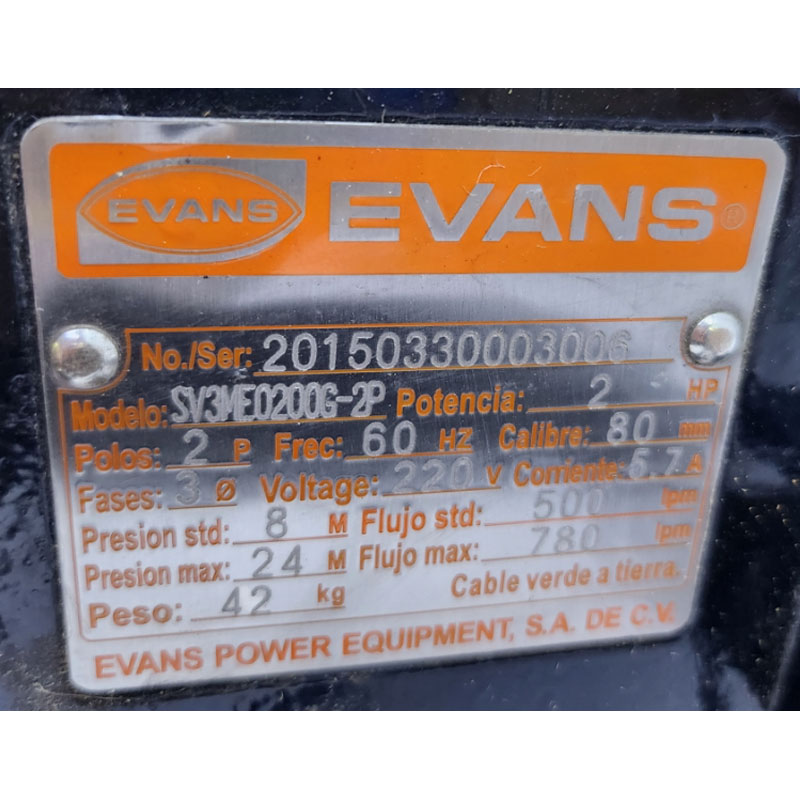 EVANS EVANS®
No./Ser: 20150330003006
Modelo: SV3ME0200G-2P Potencia: 2 HP
Polos: 2 P Frec: 60 HZ Calibre: 80 mm
Fases: 3 Ø Voltage: 220 V Corriente: 5.7 A
Presion std: 8 M Flujo std: 500 lpm
Presion max: 24 M Flujo max: 780 lpm
Peso: 42 kg Cable verde a tierra.
EVANS POWER EQUIPMENT, S.A. DE C.V.